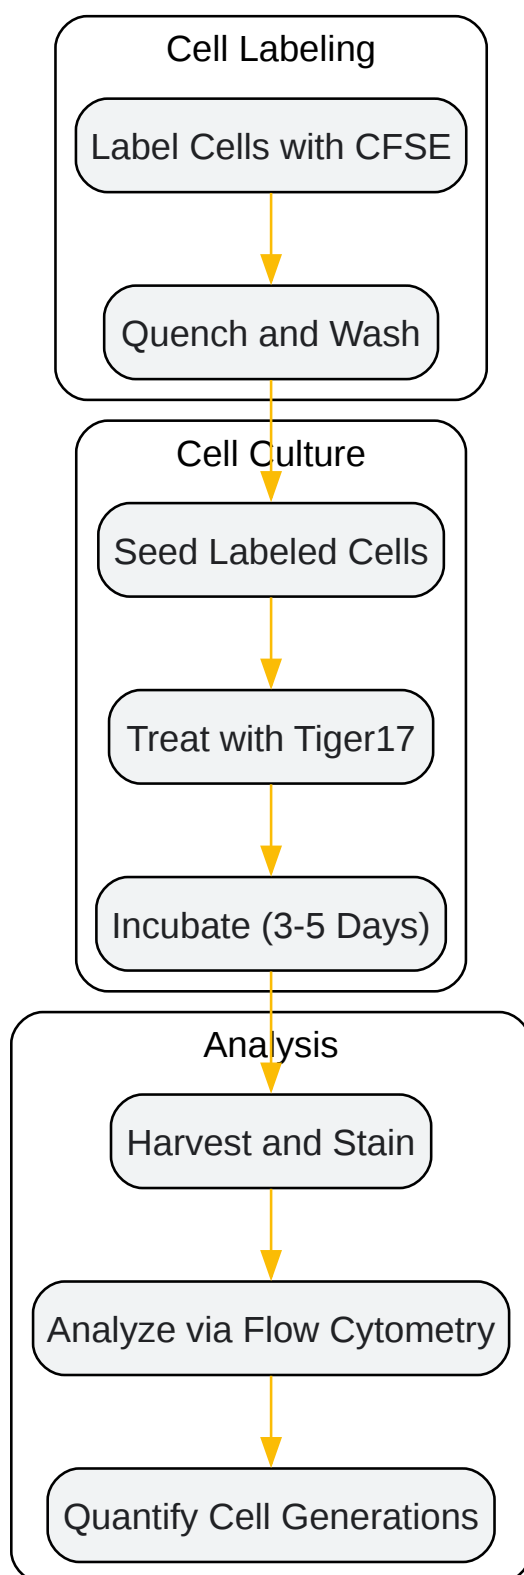 Cell Labeling
Label Cells with CFSE
Quench and Wash
Cell Culture
Seed Labeled Cells
Treat with Tiger17
Incubate (3-5 Days)
Analysis
Harvest and Stain
Analyze via Flow Cytometry
Quantify Cell Generations